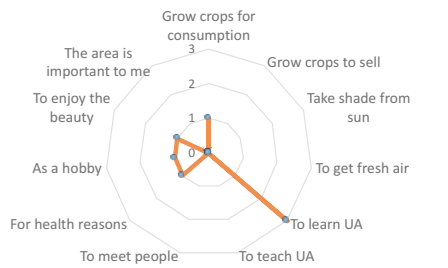 Grow crops for
consumption
Grow crops to sell
Take shade from
sun
To get fresh air
To learn UA
To teach UA
To meet people
For health reasons
As a hobby
To enjoy the
beauty
The area is
important to me
3
2
1
0